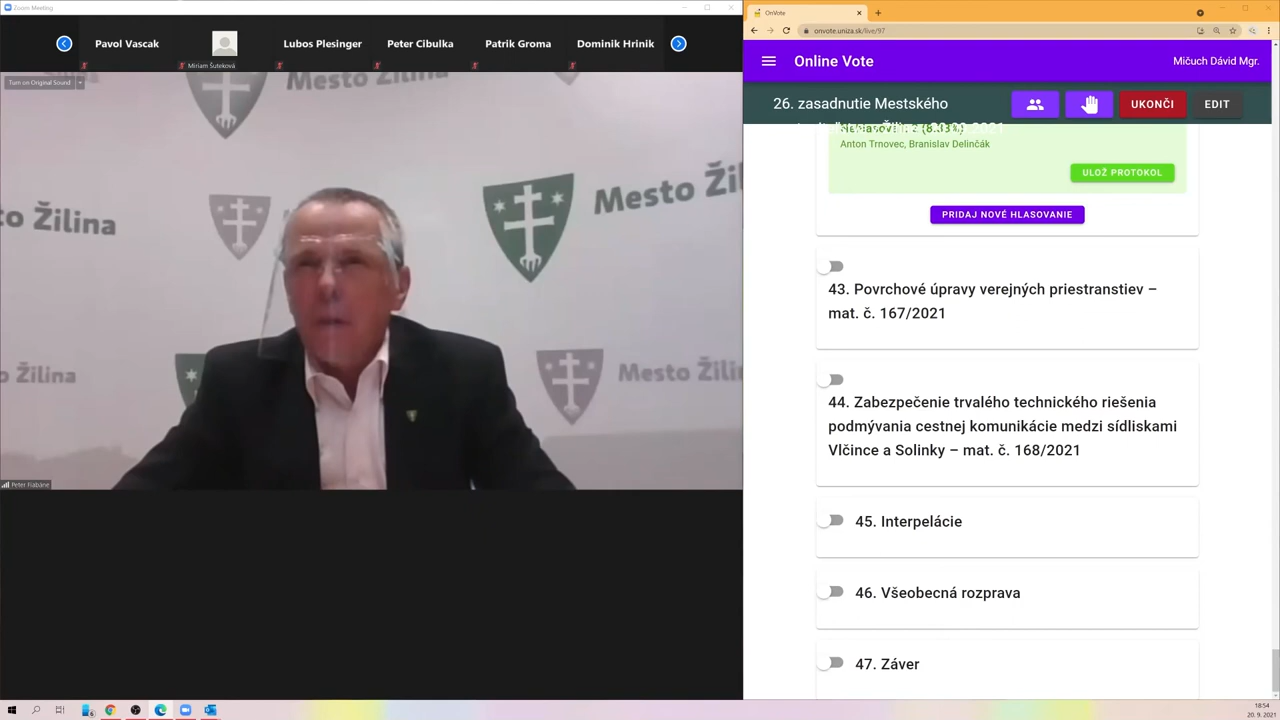 Zoom Meeting
Pavol Vascak
Miriam Šuteková
Lubos Plesinger
Peter Cibulka
Patrik Groma
Dominik Hrinik
Turn on Original Sound
Mesto Žilina
Mesto Ži
sto Žilina
Mesto Žil
o Žilina
Peter Fiabáne
OnVote
onvote.uniza.sk/live/97
Online Vote
Mičuch Dávid Mgr.
26. zasadnutie Mestského
UKONČI
EDIT
Anton Trnovec, Branislav Delinčák
ULOŽ PROTOKOL
PRIDAJ NOVÉ HLASOVANIE
43. Povrchové úpravy verejných priestranstiev –
mat. č. 167/2021
44. Zabezpečenie trvalého technického riešenia
podmývania cestnej komunikácie medzi sídliskami
Vlčince a Solinky – mat. č. 168/2021
45. Interpelácie
46. Všeobecná rozprava
47. Záver
18:54
20. 9. 2021